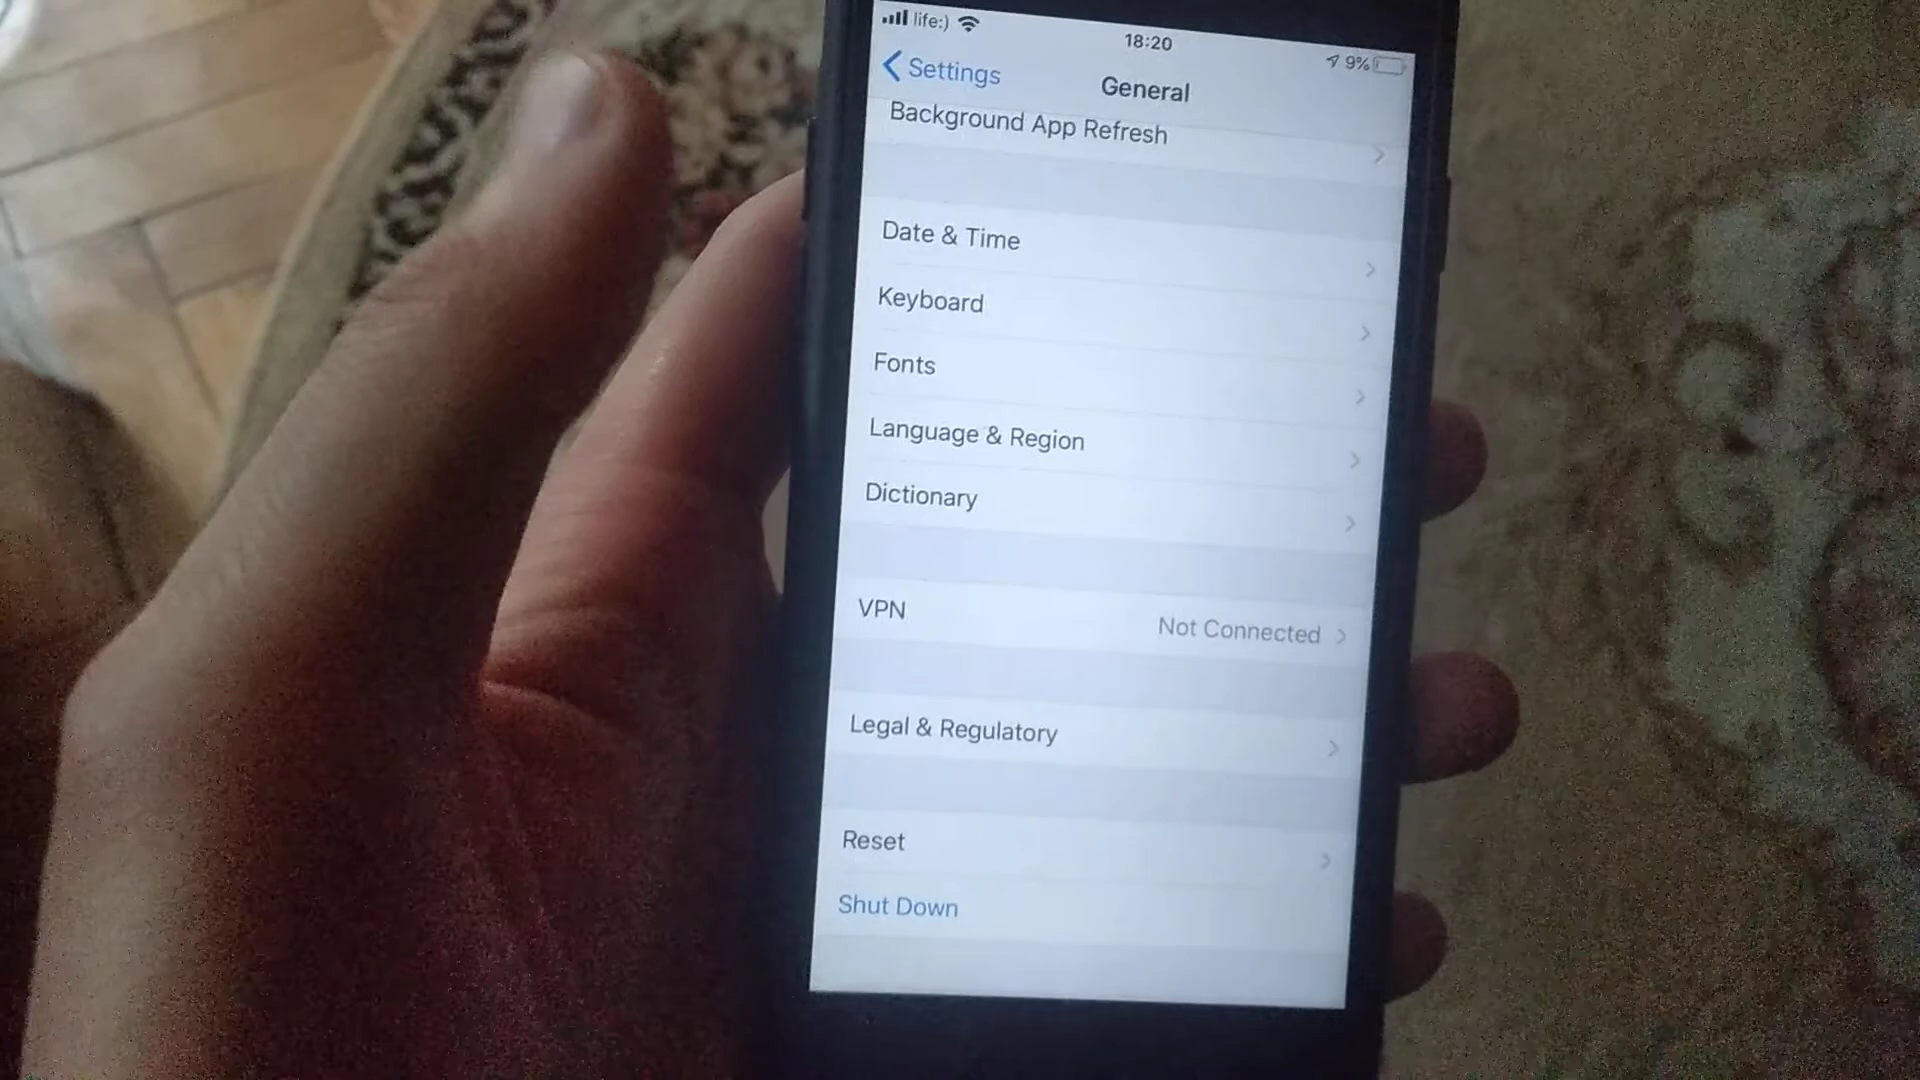 life:)
18:20
9%
Settings
General
Background App Refresh
Date & Time
Keyboard
Fonts
Language & Region
Dictionary
VPN
Not Connected
Legal & Regulatory
Reset
Shut Down